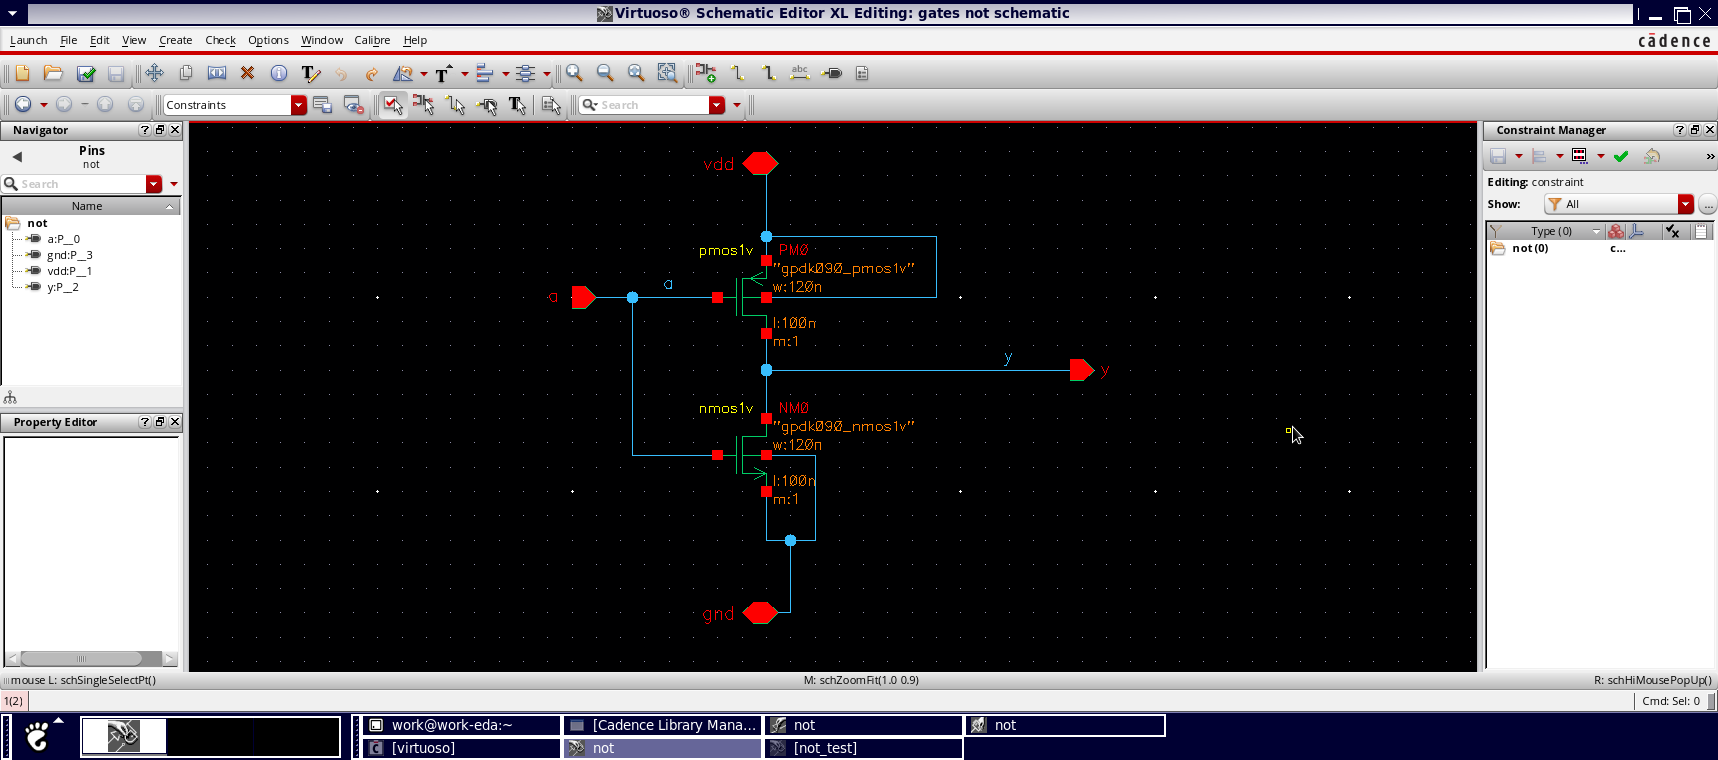 Virtuoso® Schematic Editor XL Editing: gates not schematic
Launch File Edit View Create Check Options Window Calibre Help
cādence
abc
Constraints
Search
Navigator
Pins
not
Search
Name
not
a:P__0
gnd:P__3
vdd:P__1
y:P__2
Property Editor
vdd
pmos1v PM0
"gpdk090_pmos1v"
w:120n
a
a
l:100n
m:1
y
y
nmos1v NM0
"gpdk090_nmos1v"
w:120n
l:100n
m:1
gnd
Constraint Manager
Editing: constraint
Show: All
...
Type (0)
not (0) c...
mouse L: schSingleSelectPt() M: schZoomFit(1.0 0.9) R: schHiMousePopUp()
1(2) Cmd: Sel: 0
work@work-eda:~ [Cadence Library Mana... not not
[virtuoso] not [not_test]